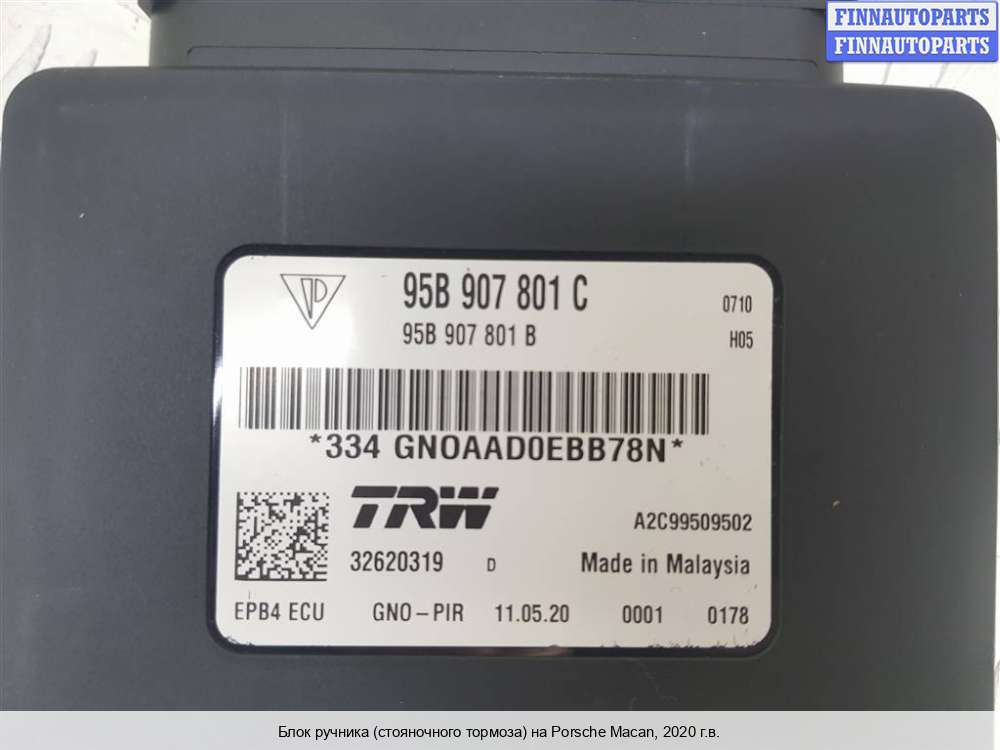 FINNAUTOPARTS
FINNAUTOPARTS
95B 907 801 C
0710
95B 907 801 B
H05
*334 GNOAAD0EBB78N*
TRW
A2C99509502
32620319 D Made in Malaysia
EPB4 ECU GNO-PIR 11.05.20 0001 0178
Блок ручника (стояночного тормоза) на Porsche Macan, 2020 г.в.